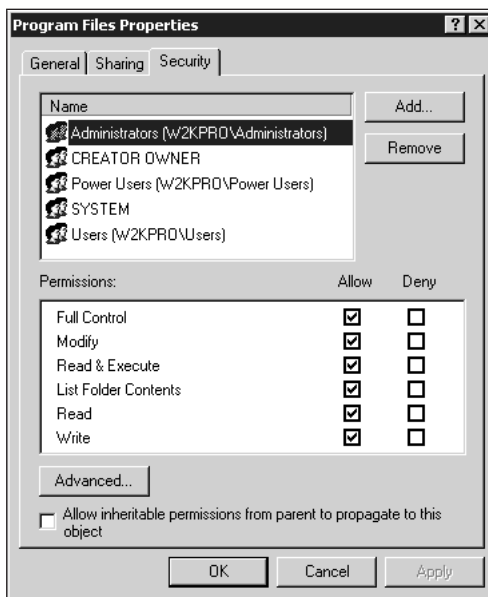 Program Files Properties
General Sharing Security
Name
Add...
Administrators (W2KPRO\Administrators)
Remove
CREATOR OWNER
Power Users (W2KPRO\Power Users)
SYSTEM
Users (W2KPRO\Users)
Permissions: Allow Deny
Full Control
Modify
Read & Execute
List Folder Contents
Read
Write
Advanced...
Allow inheritable permissions from parent to propagate to this
object
OK Cancel Apply